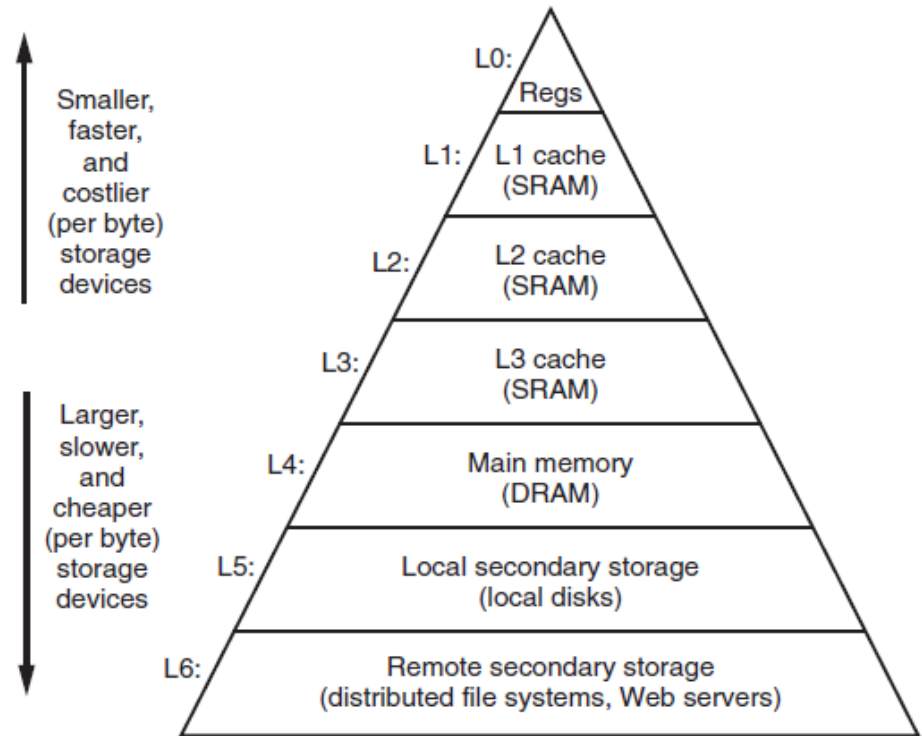 L0:
Regs
Smaller,
faster,
and
costlier
(per byte)
storage
devices
L1:
L1 cache
(SRAM)
L2:
L2 cache
(SRAM)
L3:
L3 cache
(SRAM)
Larger,
slower,
and
cheaper
(per byte)
storage
devices
L4:
Main memory
(DRAM)
L5:
Local secondary storage
(local disks)
L6:
Remote secondary storage
(distributed file systems, Web servers)